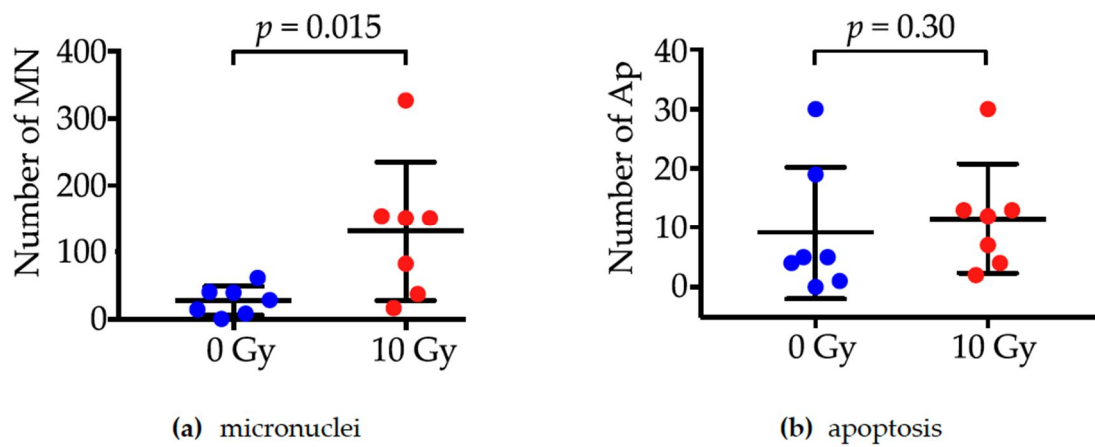 p = 0.015
Number of MN
400
300
200
100
0
0 Gy
10 Gy
(a) micronuclei
p = 0.30
Number of Ap
40
30
20
10
0
0 Gy
10 Gy
(b) apoptosis